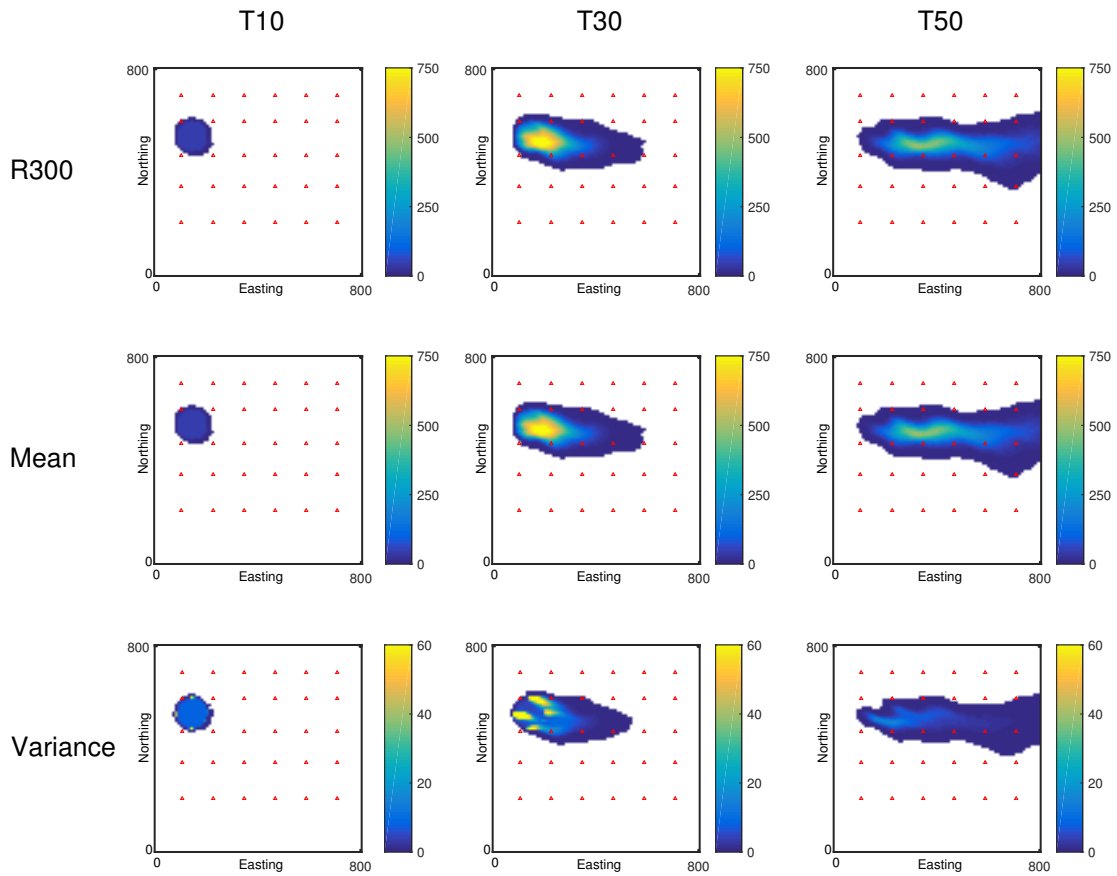 T10 T30 T50
R300
800 Northing 0 0 Easting 800 750 500 250 0
800 Northing 0 0 Easting 800 750 500 250 0
800 Northing 0 0 Easting 800 750 500 250 0
Mean
800 Northing 0 0 Easting 800 750 500 250 0
800 Northing 0 0 Easting 800 750 500 250 0
800 Northing 0 0 Easting 800 750 500 250 0
Variance
800 Northing 0 0 Easting 800 60 40 20 0
800 Northing 0 0 Easting 800 60 40 20 0
800 Northing 0 0 Easting 800 60 40 20 0